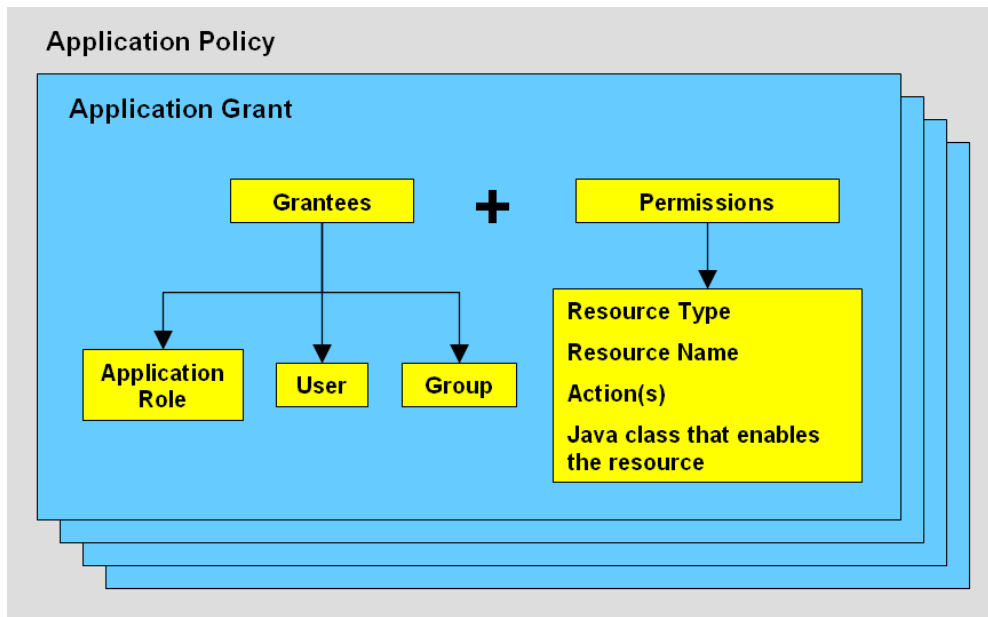 Application Policy
Application Grant
Grantees
+
Permissions
Application
Role
User
Group
Resource Type
Resource Name
Action(s)
Java class that enables
the resource